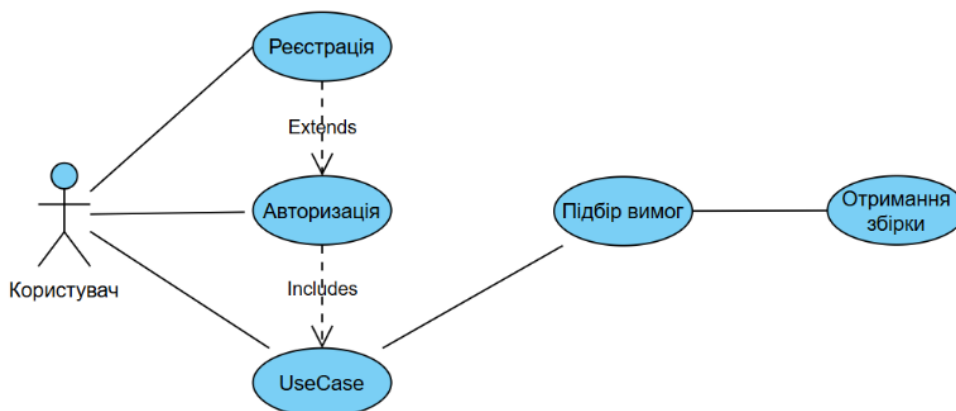 Реєстрація
Extends
Авторизація
Підбір вимог
Отримання
збірки
Користувач
Includes
UseCase